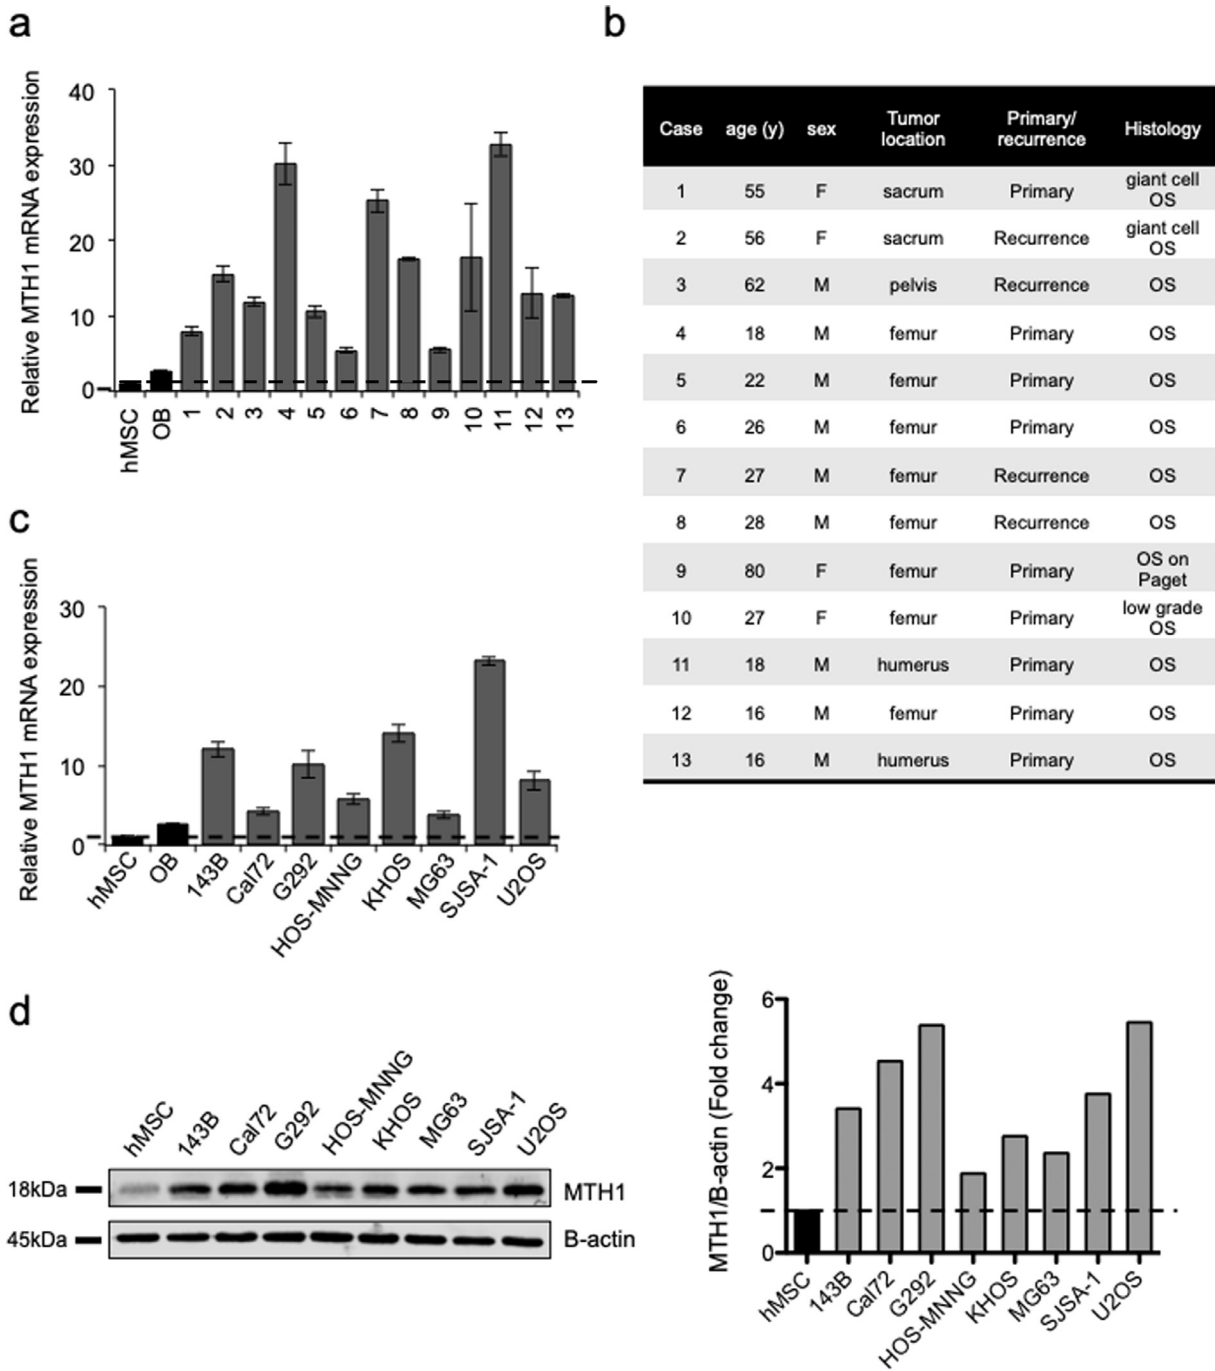 a
Relative MTH1 mRNA expression
40
30
20
10
0
hMSC
OB
1
2
3
4
5
6
7
8
9
10
11
12
13
b
Case age (y) sex Tumor location Primary/ recurrence Histology
1 55 F sacrum Primary giant cell OS
2 56 F sacrum Recurrence giant cell OS
3 62 M pelvis Recurrence OS
4 18 M femur Primary OS
5 22 M femur Primary OS
6 26 M femur Primary OS
7 27 M femur Recurrence OS
8 28 M femur Recurrence OS
9 80 F femur Primary OS on Paget
10 27 F femur Primary low grade OS
11 18 M humerus Primary OS
12 16 M femur Primary OS
13 16 M humerus Primary OS
c
Relative MTH1 mRNA expression
30
20
10
0
hMSC
OB
143B
Cal72
G292
HOS-MNNG
KHOS
MG63
SJSA-1
U2OS
d
hMSC
143B
Cal72
G292
HOS-MNNG
KHOS
MG63
SJSA-1
U2OS
18kDa
MTH1
45kDa
B-actin
MTH1/B-actin (Fold change)
6
4
2
0
hMSC
143B
Cal72
G292
HOS-MNNG
KHOS
MG63
SJSA-1
U2OS